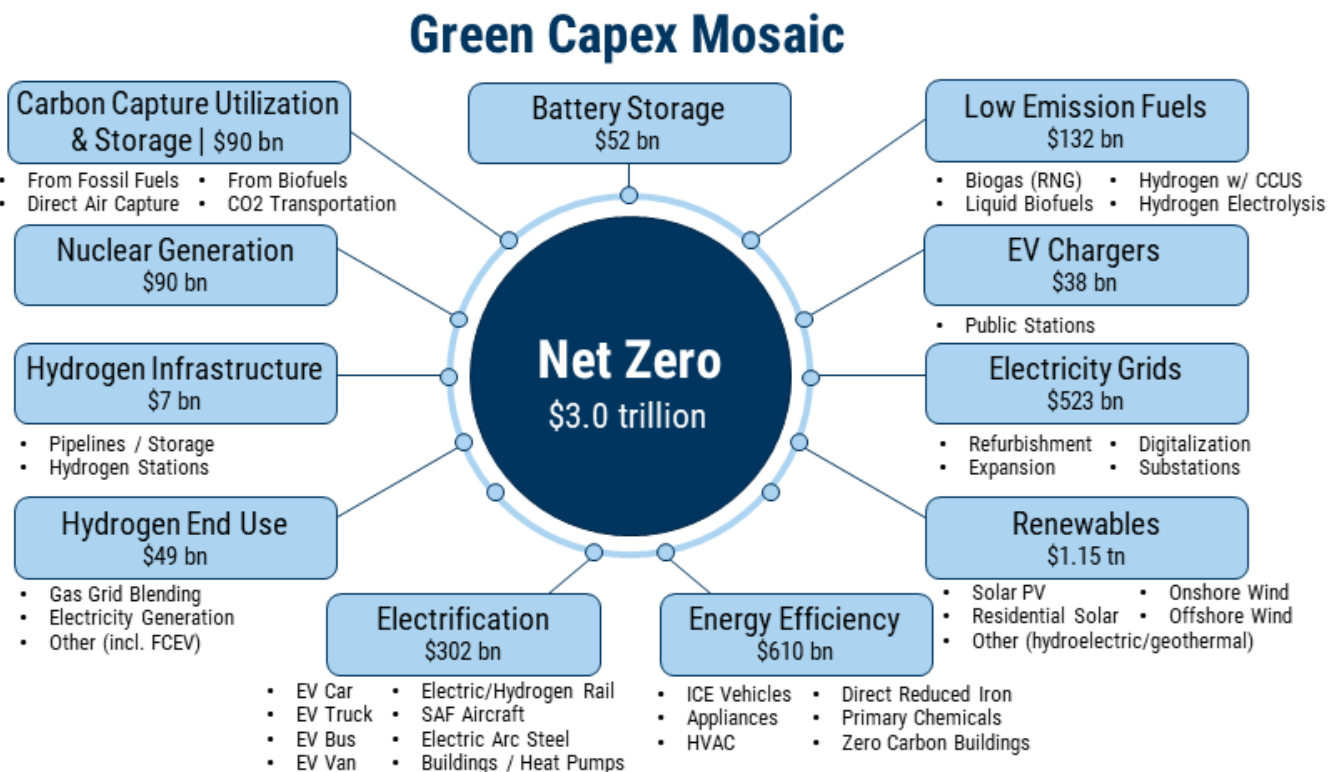 Green Capex Mosaic
Carbon Capture Utilization
& Storage | $90 bn
• From Fossil Fuels • From Biofuels
• Direct Air Capture • CO2 Transportation
Nuclear Generation
$90 bn
Hydrogen Infrastructure
$7 bn
• Pipelines / Storage
• Hydrogen Stations
Hydrogen End Use
$49 bn
• Gas Grid Blending
• Electricity Generation
• Other (incl. FCEV)
Battery Storage
$52 bn
Net Zero
$3.0 trillion
Electrification
$302 bn
• EV Car • Electric/Hydrogen Rail
• EV Truck • SAF Aircraft
• EV Bus • Electric Arc Steel
• EV Van • Buildings / Heat Pumps
Energy Efficiency
$610 bn
• ICE Vehicles • Direct Reduced Iron
• Appliances • Primary Chemicals
• HVAC • Zero Carbon Buildings
Low Emission Fuels
$132 bn
• Biogas (RNG) • Hydrogen w/ CCUS
• Liquid Biofuels • Hydrogen Electrolysis
EV Chargers
$38 bn
• Public Stations
Electricity Grids
$523 bn
• Refurbishment • Digitalization
• Expansion • Substations
Renewables
$1.15 tn
• Solar PV • Onshore Wind
• Residential Solar • Offshore Wind
• Other (hydroelectric/geothermal)